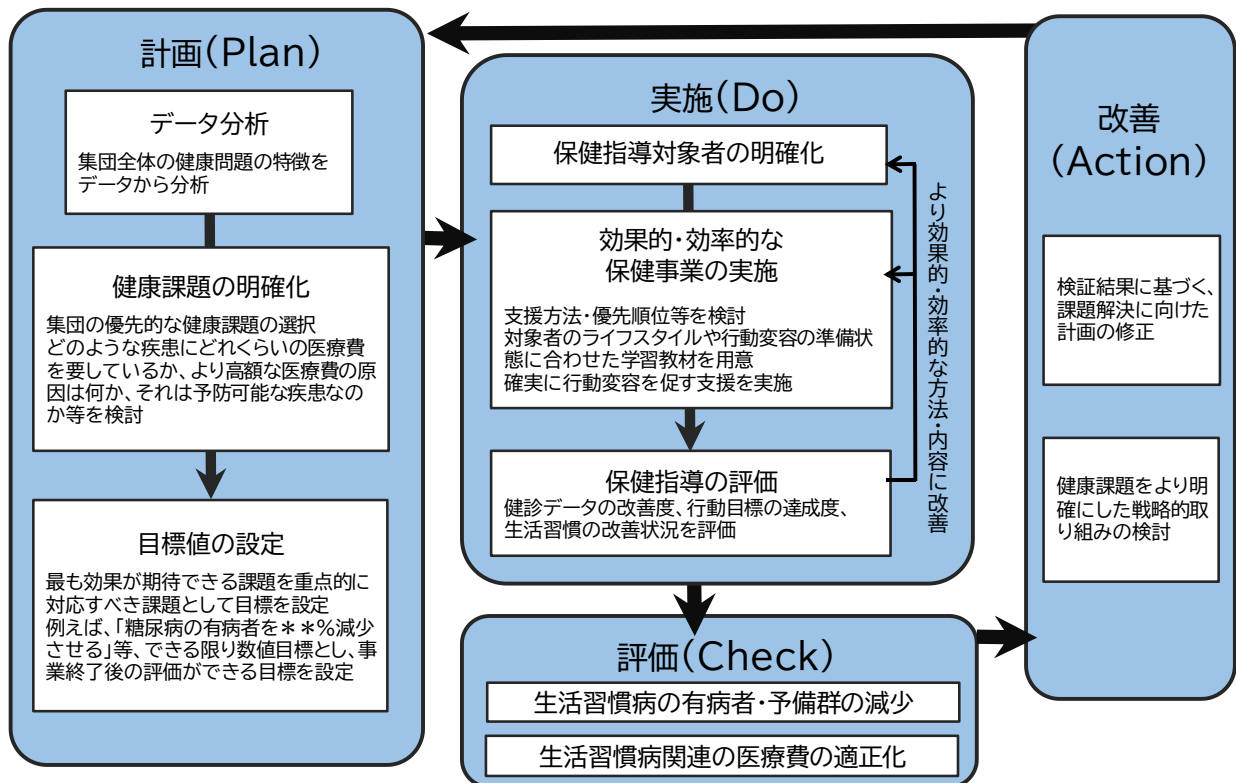 計画(Plan)
データ分析
集団全体の健康問題の特徴を
データから分析
健康課題の明確化
集団の優先的な健康課題の選択
どのような疾患にどれくらいの医療費
を要しているか、より高額な医療費の原
因は何か、それは予防可能な疾患なの
か等を検討
目標値の設定
最も効果が期待できる課題を重点的に
対応すべき課題として目標を設定
例えば、「糖尿病の有病者を＊＊%減少
させる」等、できる限り数値目標とし、事
業終了後の評価ができる目標を設定
実施(Do)
保健指導対象者の明確化
効果的・効率的な
保健事業の実施
支援方法・優先順位等を検討
対象者のライフスタイルや行動変容の準備状
態に合わせた学習教材を用意
確実に行動変容を促す支援を実施
保健指導の評価
健診データの改善度、行動目標の達成度、
生活習慣の改善状況を評価
より効果的・効率的な方法・内容に改善
評価(Check)
生活習慣病の有病者・予備群の減少
生活習慣病関連の医療費の適正化
改善
(Action)
検証結果に基づく、
課題解決に向けた
計画の修正
健康課題をより明
確にした戦略的取
り組みの検討